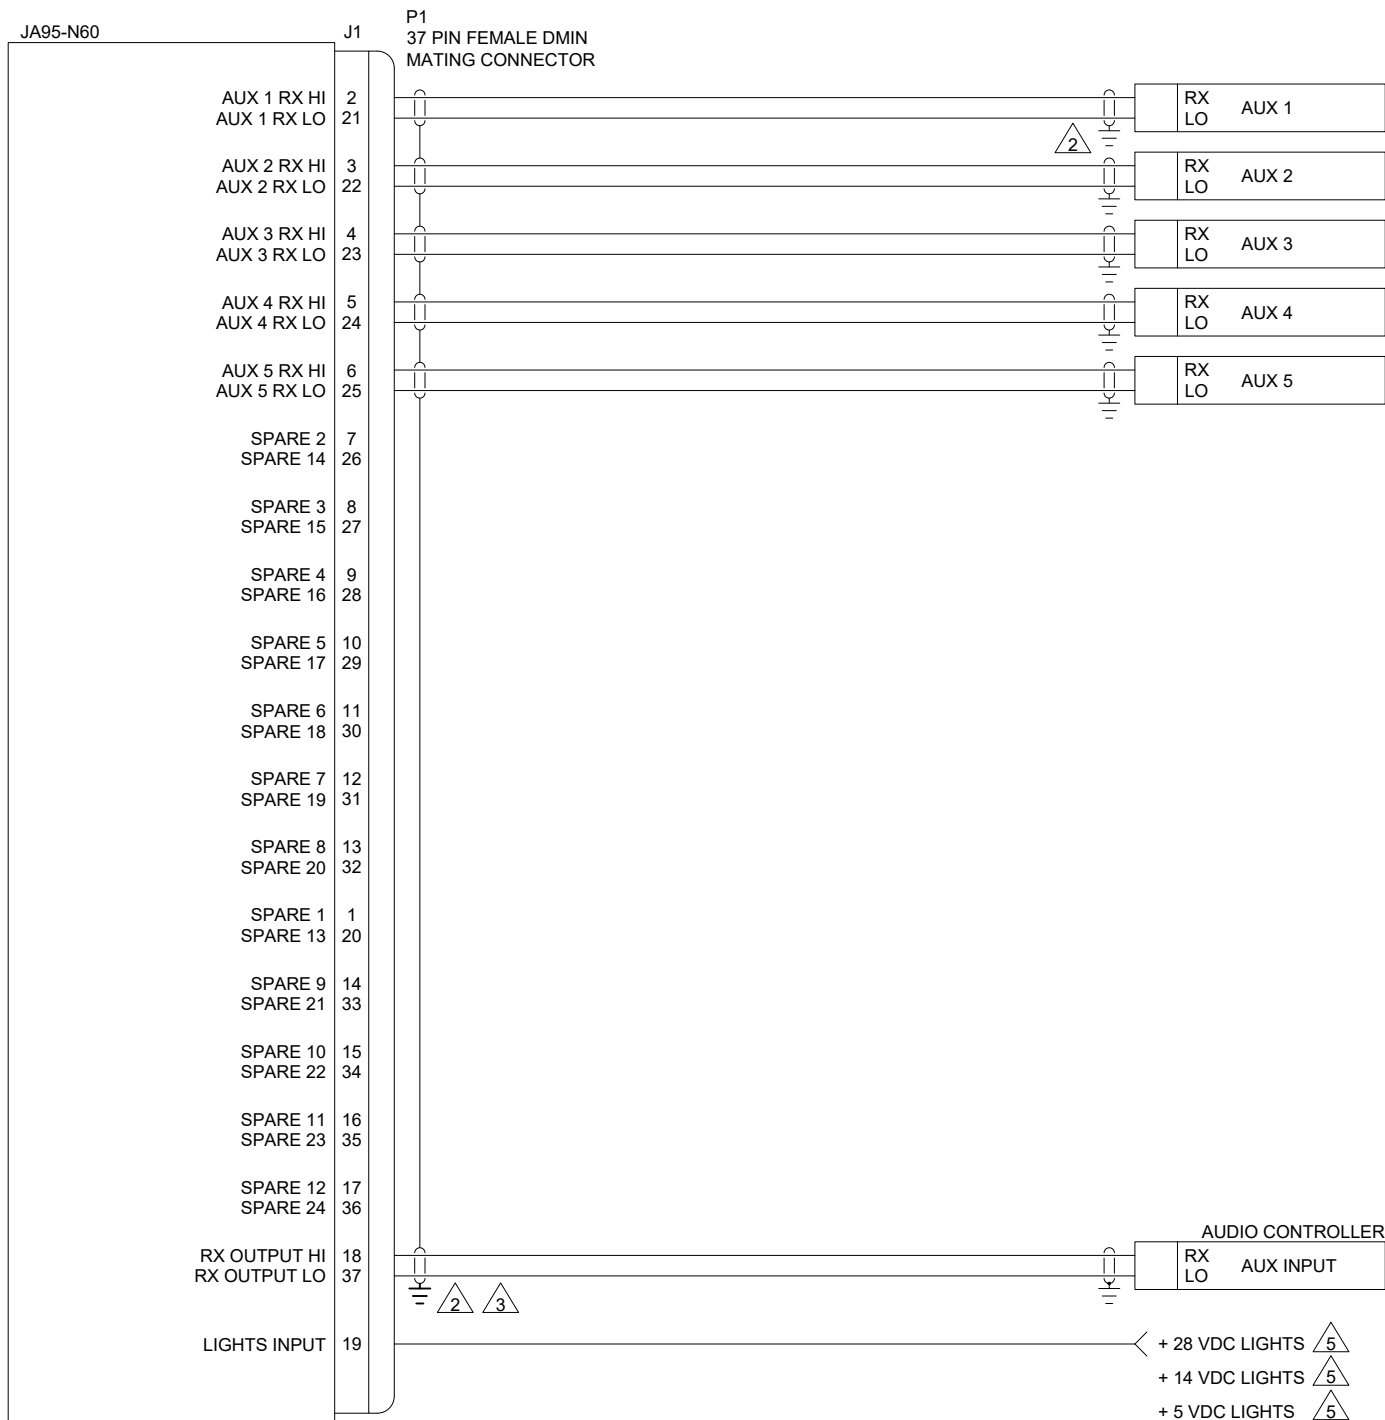 JA95-N60
J1
P1
37 PIN FEMALE DMIN
MATING CONNECTOR
AUX 1 RX HI 2
AUX 1 RX LO 21
RX
LO
AUX 1
2
AUX 2 RX HI 3
AUX 2 RX LO 22
RX
LO
AUX 2
AUX 3 RX HI 4
AUX 3 RX LO 23
RX
LO
AUX 3
AUX 4 RX HI 5
AUX 4 RX LO 24
RX
LO
AUX 4
AUX 5 RX HI 6
AUX 5 RX LO 25
RX
LO
AUX 5
SPARE 2 7
SPARE 14 26
SPARE 3 8
SPARE 15 27
SPARE 4 9
SPARE 16 28
SPARE 5 10
SPARE 17 29
SPARE 6 11
SPARE 18 30
SPARE 7 12
SPARE 19 31
SPARE 8 13
SPARE 20 32
SPARE 1 1
SPARE 13 20
SPARE 9 14
SPARE 21 33
SPARE 10 15
SPARE 22 34
SPARE 11 16
SPARE 23 35
SPARE 12 17
SPARE 24 36
AUDIO CONTROLLER
RX OUTPUT HI 18
RX OUTPUT LO 37
RX
LO
AUX INPUT
2 3
LIGHTS INPUT 19
+ 28 VDC LIGHTS 5
+ 14 VDC LIGHTS 5
+ 5 VDC LIGHTS 5